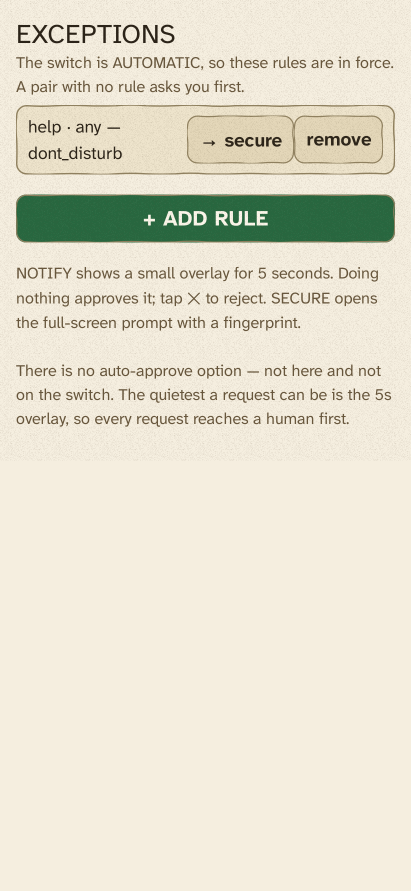 EXCEPTIONS
The switch is AUTOMATIC, so these rules are in force.
A pair with no rule asks you first.
help · any —
dont_disturb
→ secure
remove
+ ADD RULE
NOTIFY shows a small overlay for 5 seconds. Doing
nothing approves it; tap ✕ to reject. SECURE opens
the full-screen prompt with a fingerprint.
There is no auto-approve option — not here and not
on the switch. The quietest a request can be is the 5s
overlay, so every request reaches a human first.